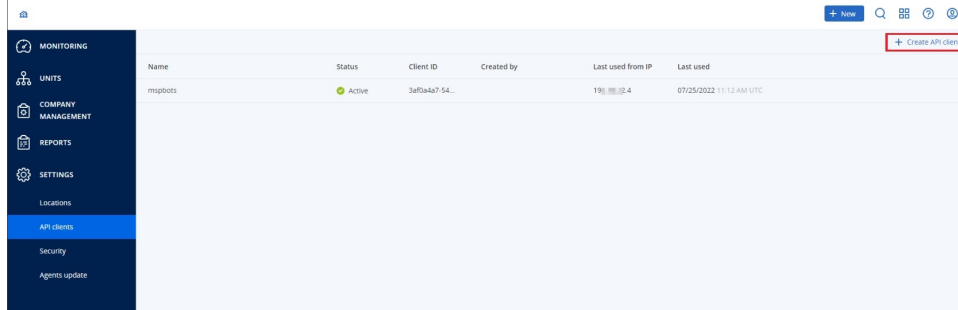 + New
MONITORING
+ Create API clien
Name Status Client ID Created by Last used from IP Last used
UNITS
mspbots Active 3af0a4a7-54... 2.4 07/25/2022 11:12 AM UTC
COMPANY
MANAGEMENT
REPORTS
SETTINGS
Locations
API clients
Security
Agents update